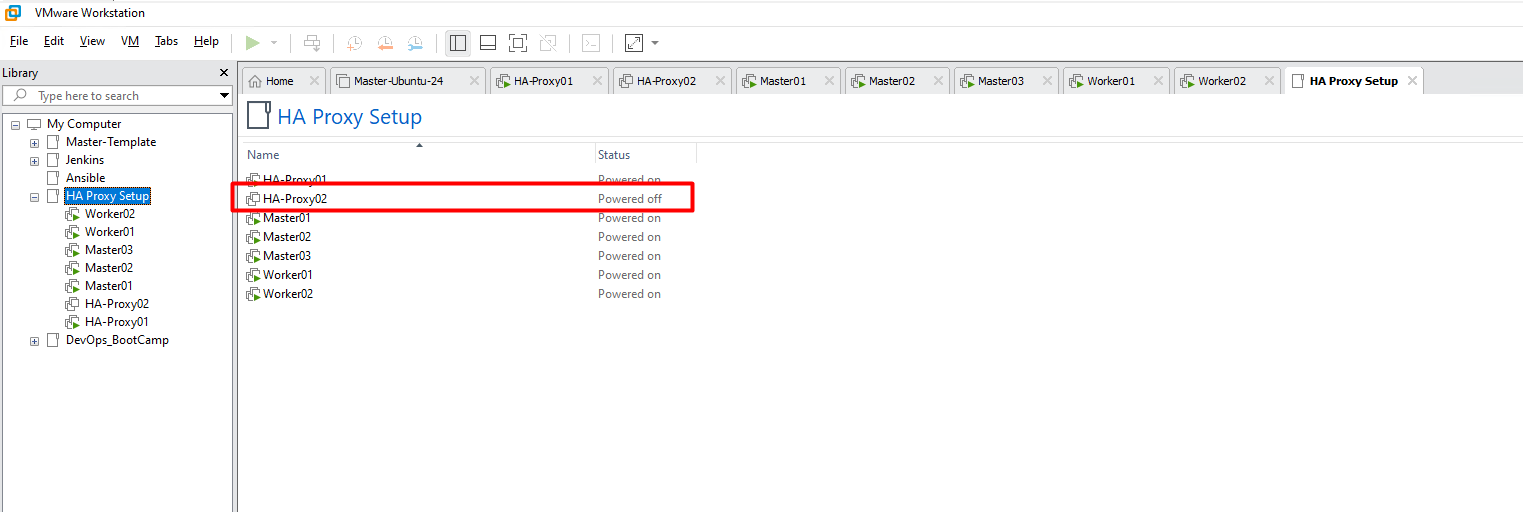 VMware Workstation
File Edit View VM Tabs Help
Library
Type here to search
My Computer
Master-Template
Jenkins
Ansible
HA Proxy Setup
Worker02
Worker01
Master03
Master02
Master01
HA-Proxy02
HA-Proxy01
DevOps_BootCamp
Home Master-Ubuntu-24 HA-Proxy01 HA-Proxy02 Master01 Master02 Master03 Worker01 Worker02 HA Proxy Setup
HA Proxy Setup
Name Status
HA-Proxy01 Powered on
HA-Proxy02 Powered off
Master01 Powered on
Master02 Powered on
Master03 Powered on
Worker01 Powered on
Worker02 Powered on